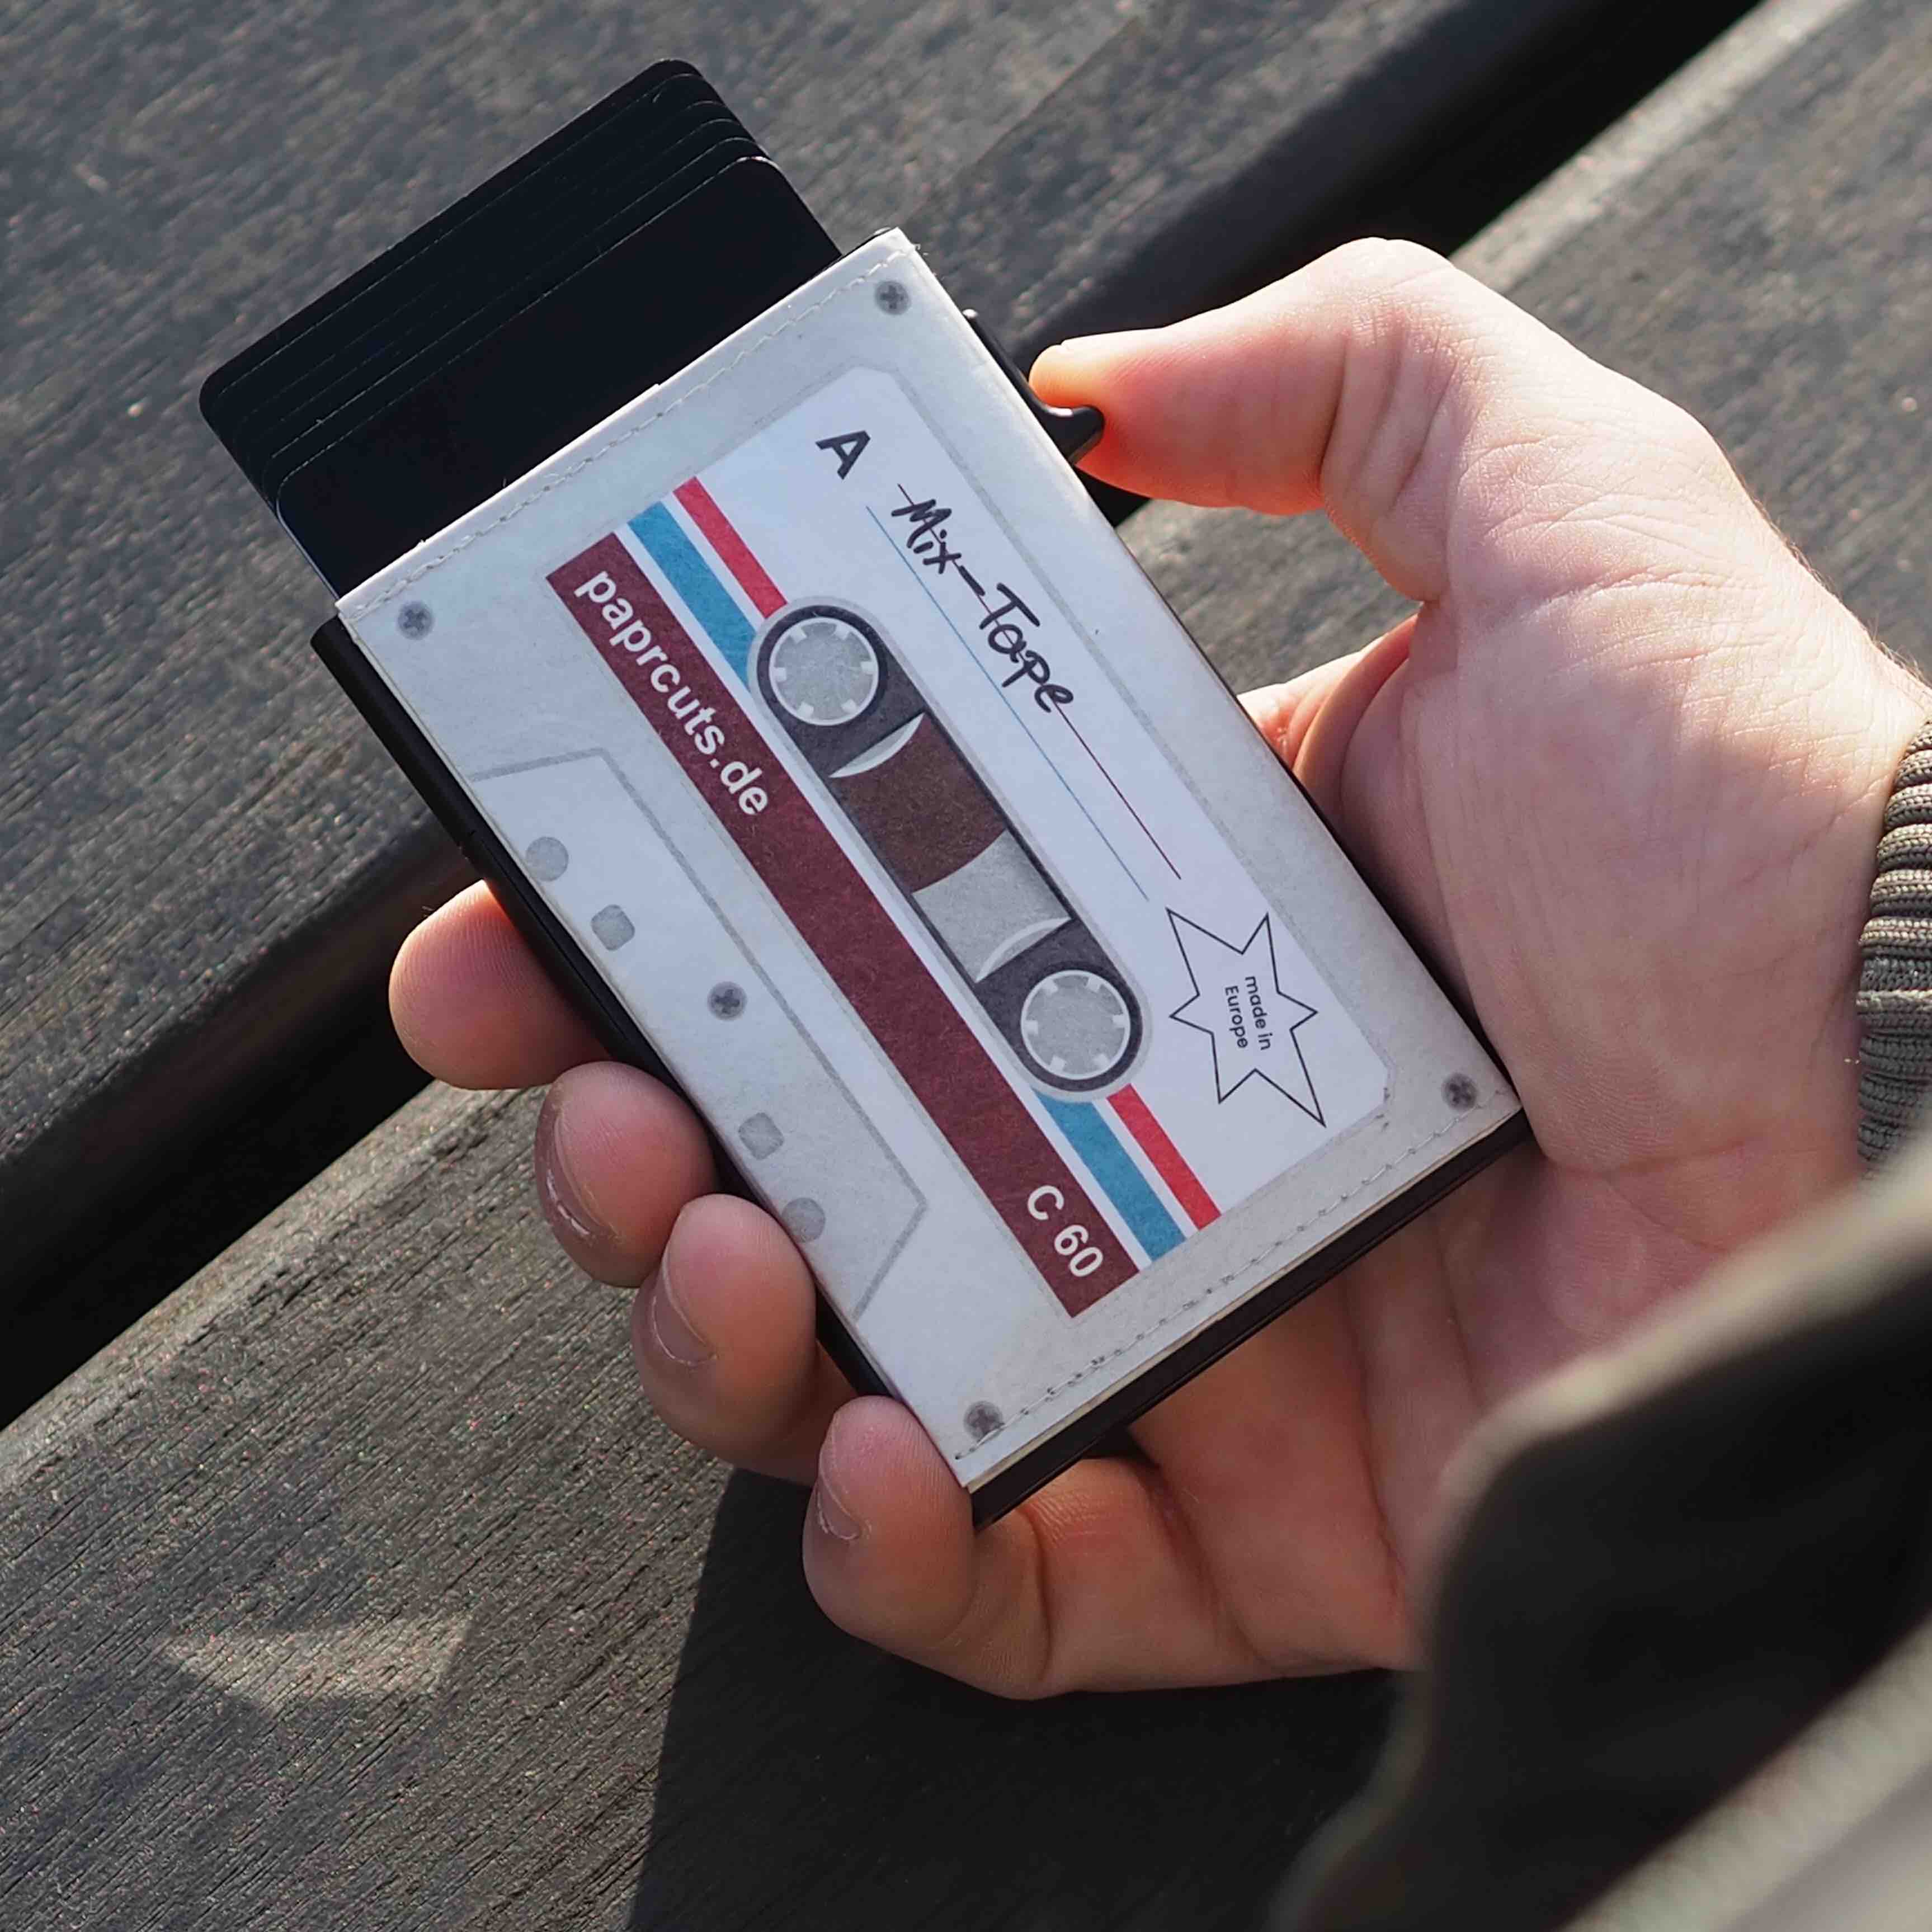 A
Mix-Tape
paprcuts.de
C 60
made in
Europe